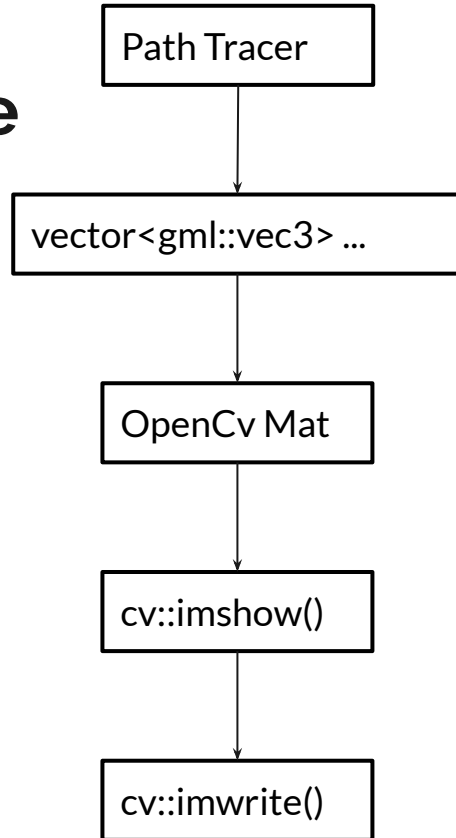 Path Tracer
e
vector<gml::vec3> ...
OpenCv Mat
cv::imshow()
cv::imwrite()